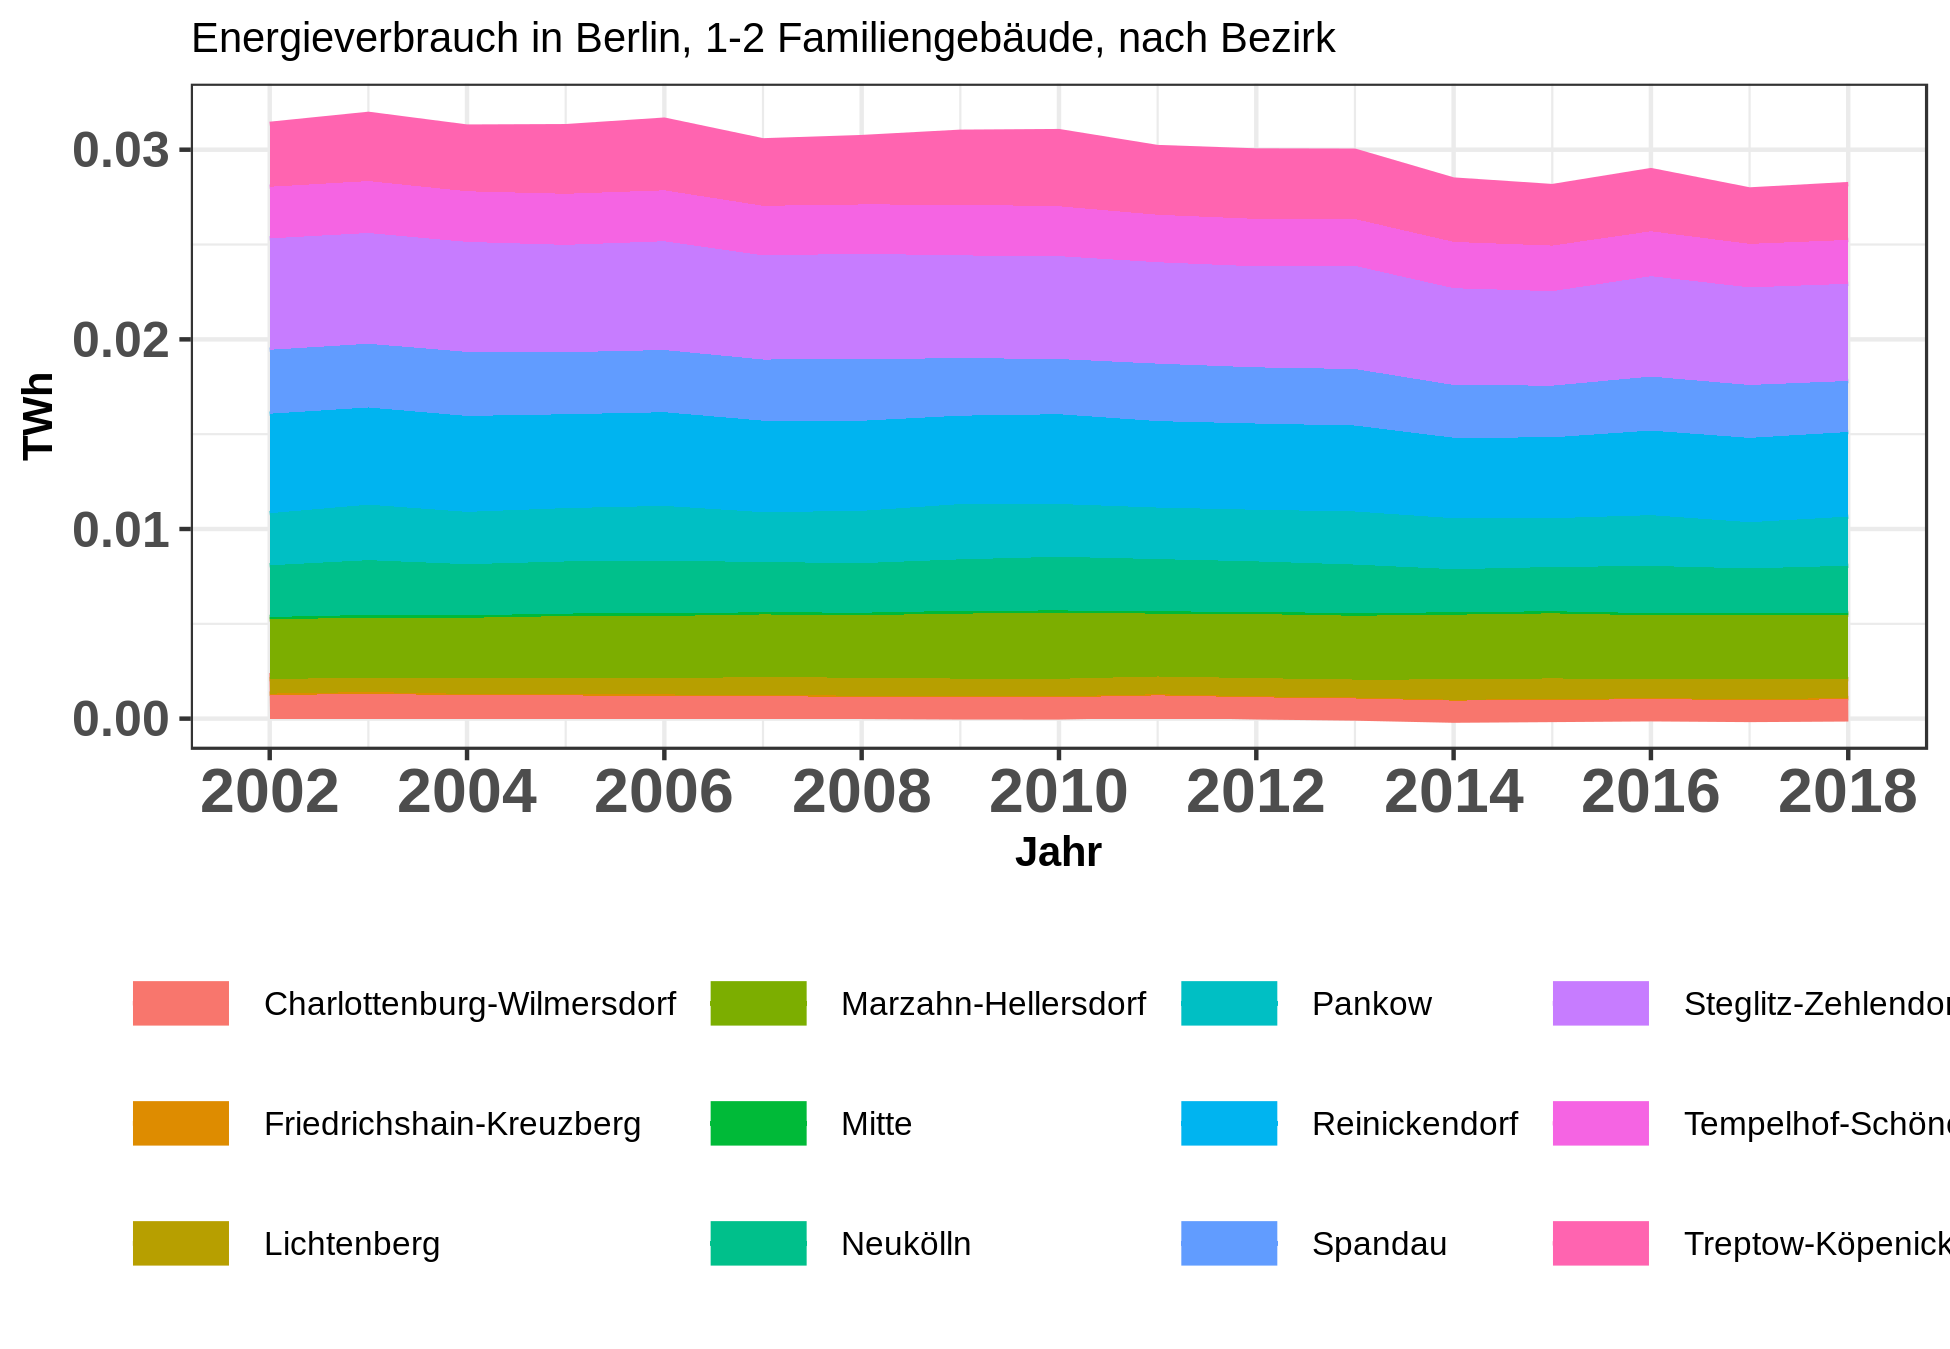 Energieverbrauch in Berlin, 1-2 Familiengebäude, nach Bezirk
0.03
0.02
0.01
0.00
TWh
2002 2004 2006 2008 2010 2012 2014 2016 2018
Jahr
Charlottenburg-Wilmersdorf Marzahn-Hellersdorf Pankow
Friedrichshain-Kreuzberg Mitte Reinickendorf
Lichtenberg Neukölln Spandau Treptow-Köpenick